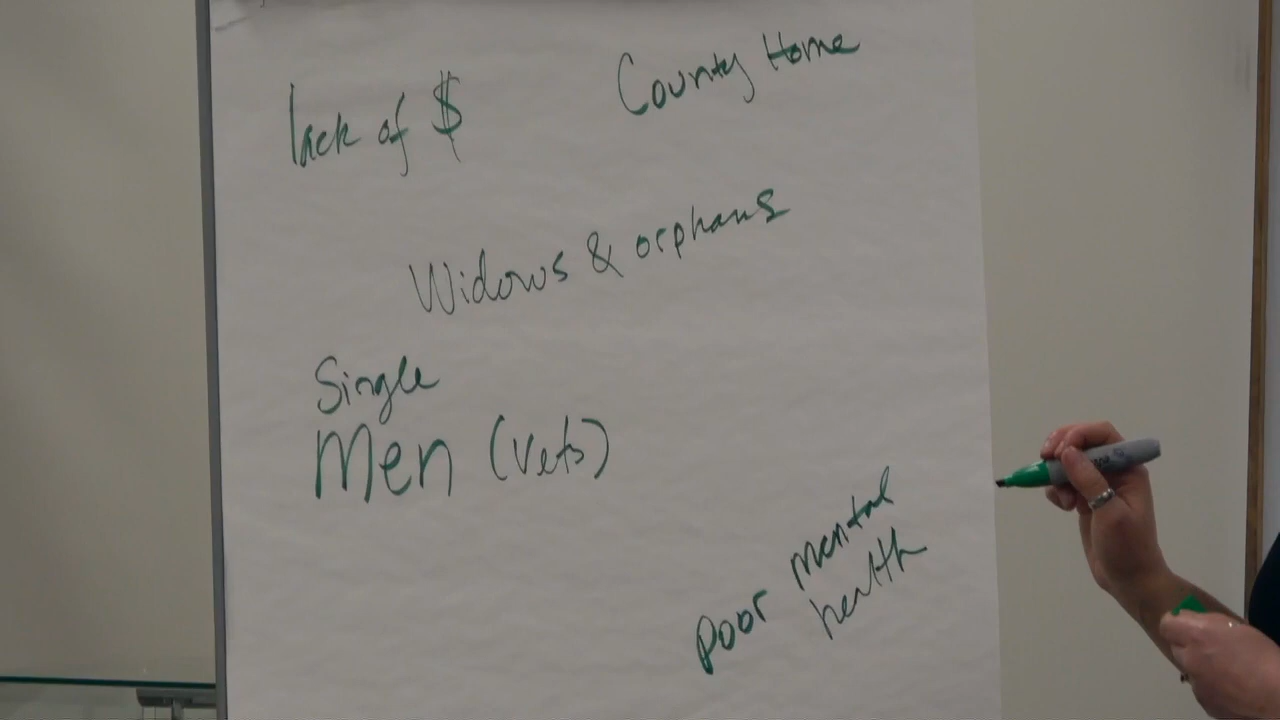 lack of $
County Home
Widows & orphans
Single
Men (Vets)
poor mental
health